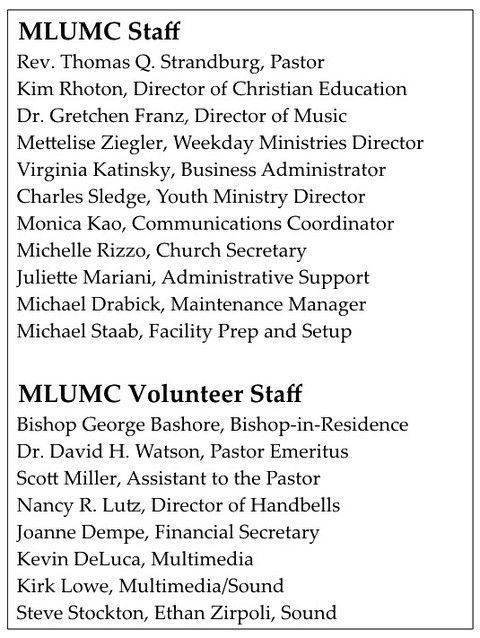 MLUMC Staff
Rev. Thomas Q. Strandburg, Pastor
Kim Rhoton, Director of Christian Education
Dr. Gretchen Franz, Director of Music
Mettelise Ziegler, Weekday Ministries Director
Virginia Katinsky, Business Administrator
Charles Sledge, Youth Ministry Director
Monica Kao, Communications Coordinator
Michelle Rizzo, Church Secretary
Juliette Mariani, Administrative Support
Michael Drabick, Maintenance Manager
Michael Staab, Facility Prep and Setup
MLUMC Volunteer Staff
Bishop George Bashore, Bishop-in-Residence
Dr. David H. Watson, Pastor Emeritus
Scott Miller, Assistant to the Pastor
Nancy R. Lutz, Director of Handbells
Joanne Dempe, Financial Secretary
Kevin DeLuca, Multimedia
Kirk Lowe, Multimedia/Sound
Steve Stockton, Ethan Zirpoli, Sound